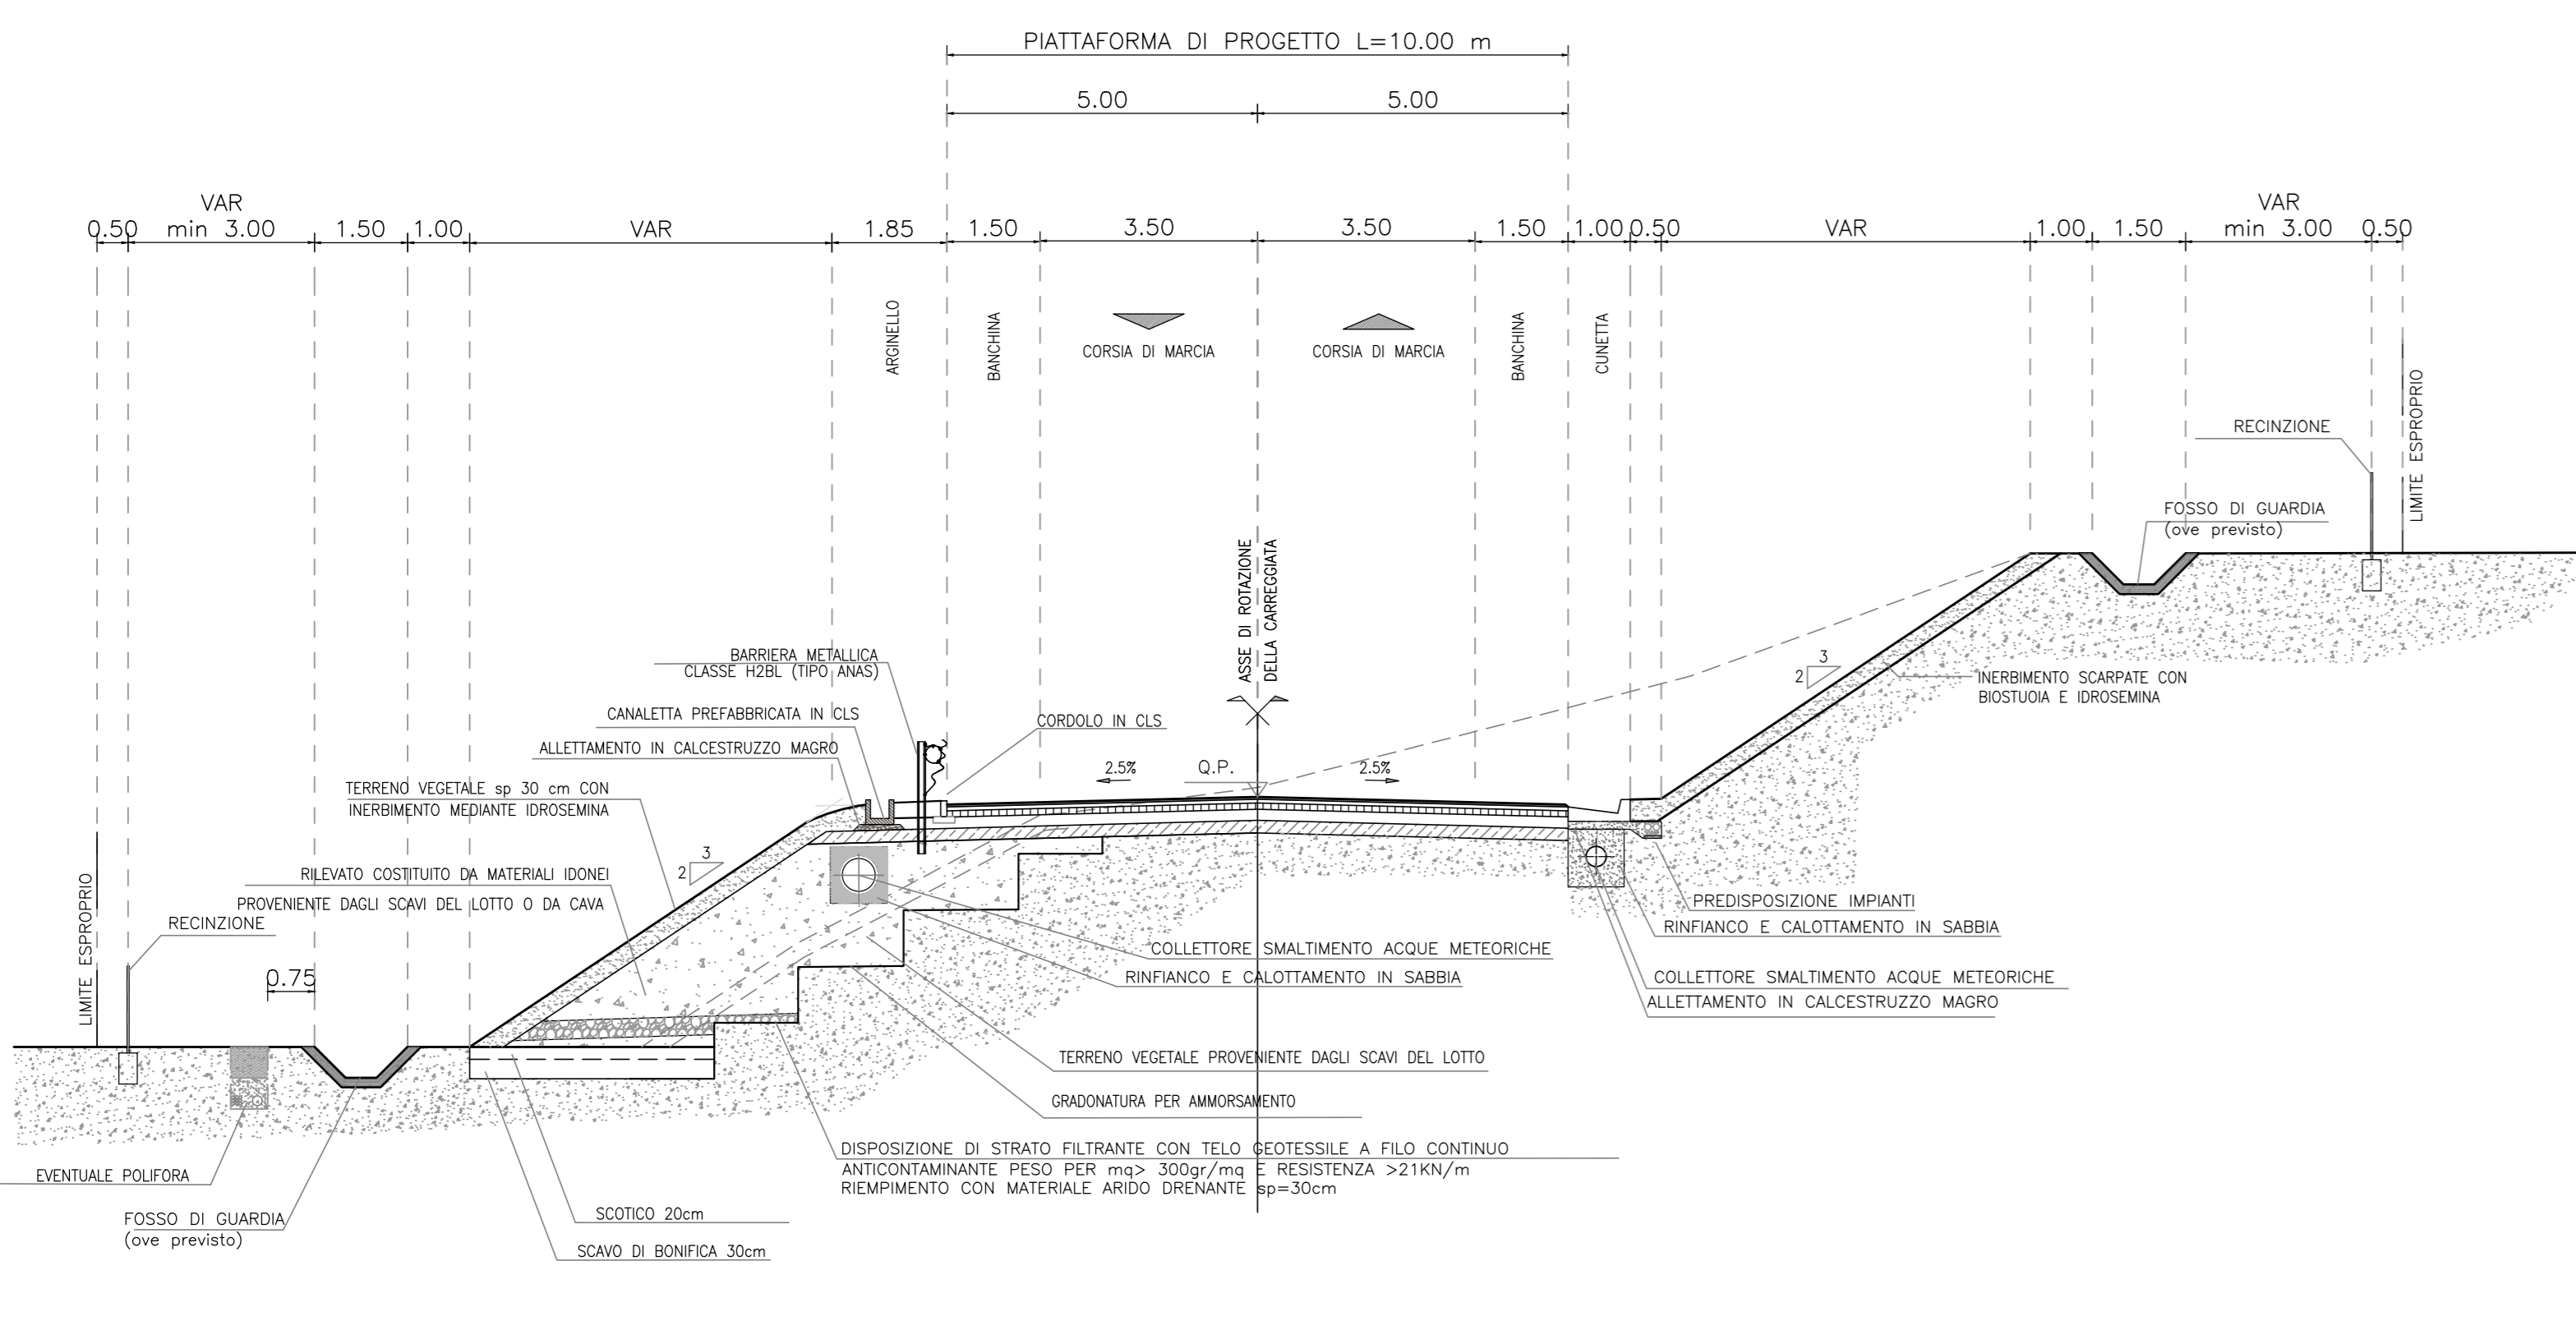 PIATTAFORMA DI PROGETTO L=10.00 m
5.00 5.00
VAR
VAR
0.50 min 3.00 1.50 1.00 VAR 1.85 1.50 3.50 3.50 1.50 1.00 0.50 VAR 1.00 1.50 min 3.00 0.50
ARGINELLO
BANCHINA
CORSIA DI MARCIA
CORSIA DI MARCIA
BANCHINA
CUNETTA
LIMITE ESPROPRIO
RECINZIONE
FOSSO DI GUARDIA
(ove previsto)
ASSE DI ROTAZIONE
DELLA CARREGGIATA
BARRIERA METALLICA
CLASSE H2BL (TIPO ANAS)
3
2
INERBIMENTO SCARPATE CON
BIOSTUOIA E IDROSEMINA
CANALETTA PREFABBRICATA IN CLS
CORDOLO IN CLS
ALLETTAMENTO IN CALCESTRUZZO MAGRO
2.5% Q.P. 2.5%
TERRENO VEGETALE sp 30 cm CON
INERBIMENTO MEDIANTE IDROSEMINA
3
2
RILEVATO COSTITUITO DA MATERIALI IDONEI
PROVENIENTE DAGLI SCAVI DEL LOTTO O DA CAVA
LIMITE ESPROPRIO
RECINZIONE
0.75
PREDISPOSIZIONE IMPIANTI
RINFIANCO E CALOTTAMENTO IN SABBIA
COLLETTORE SMALTIMENTO ACQUE METEORICHE
RINFIANCO E CALOTTAMENTO IN SABBIA
COLLETTORE SMALTIMENTO ACQUE METEORICHE
ALLETTAMENTO IN CALCESTRUZZO MAGRO
TERRENO VEGETALE PROVENIENTE DAGLI SCAVI DEL LOTTO
GRADONATURA PER AMMORSAMENTO
DISPOSIZIONE DI STRATO FILTRANTE CON TELO GEOTESSILE A FILO CONTINUO
ANTICONTAMINANTE PESO PER mq> 300gr/mq E RESISTENZA >21KN/m
RIEMPIMENTO CON MATERIALE ARIDO DRENANTE sp=30cm
EVENTUALE POLIFORA
FOSSO DI GUARDIA
(ove previsto)
SCOTICO 20cm
SCAVO DI BONIFICA 30cm